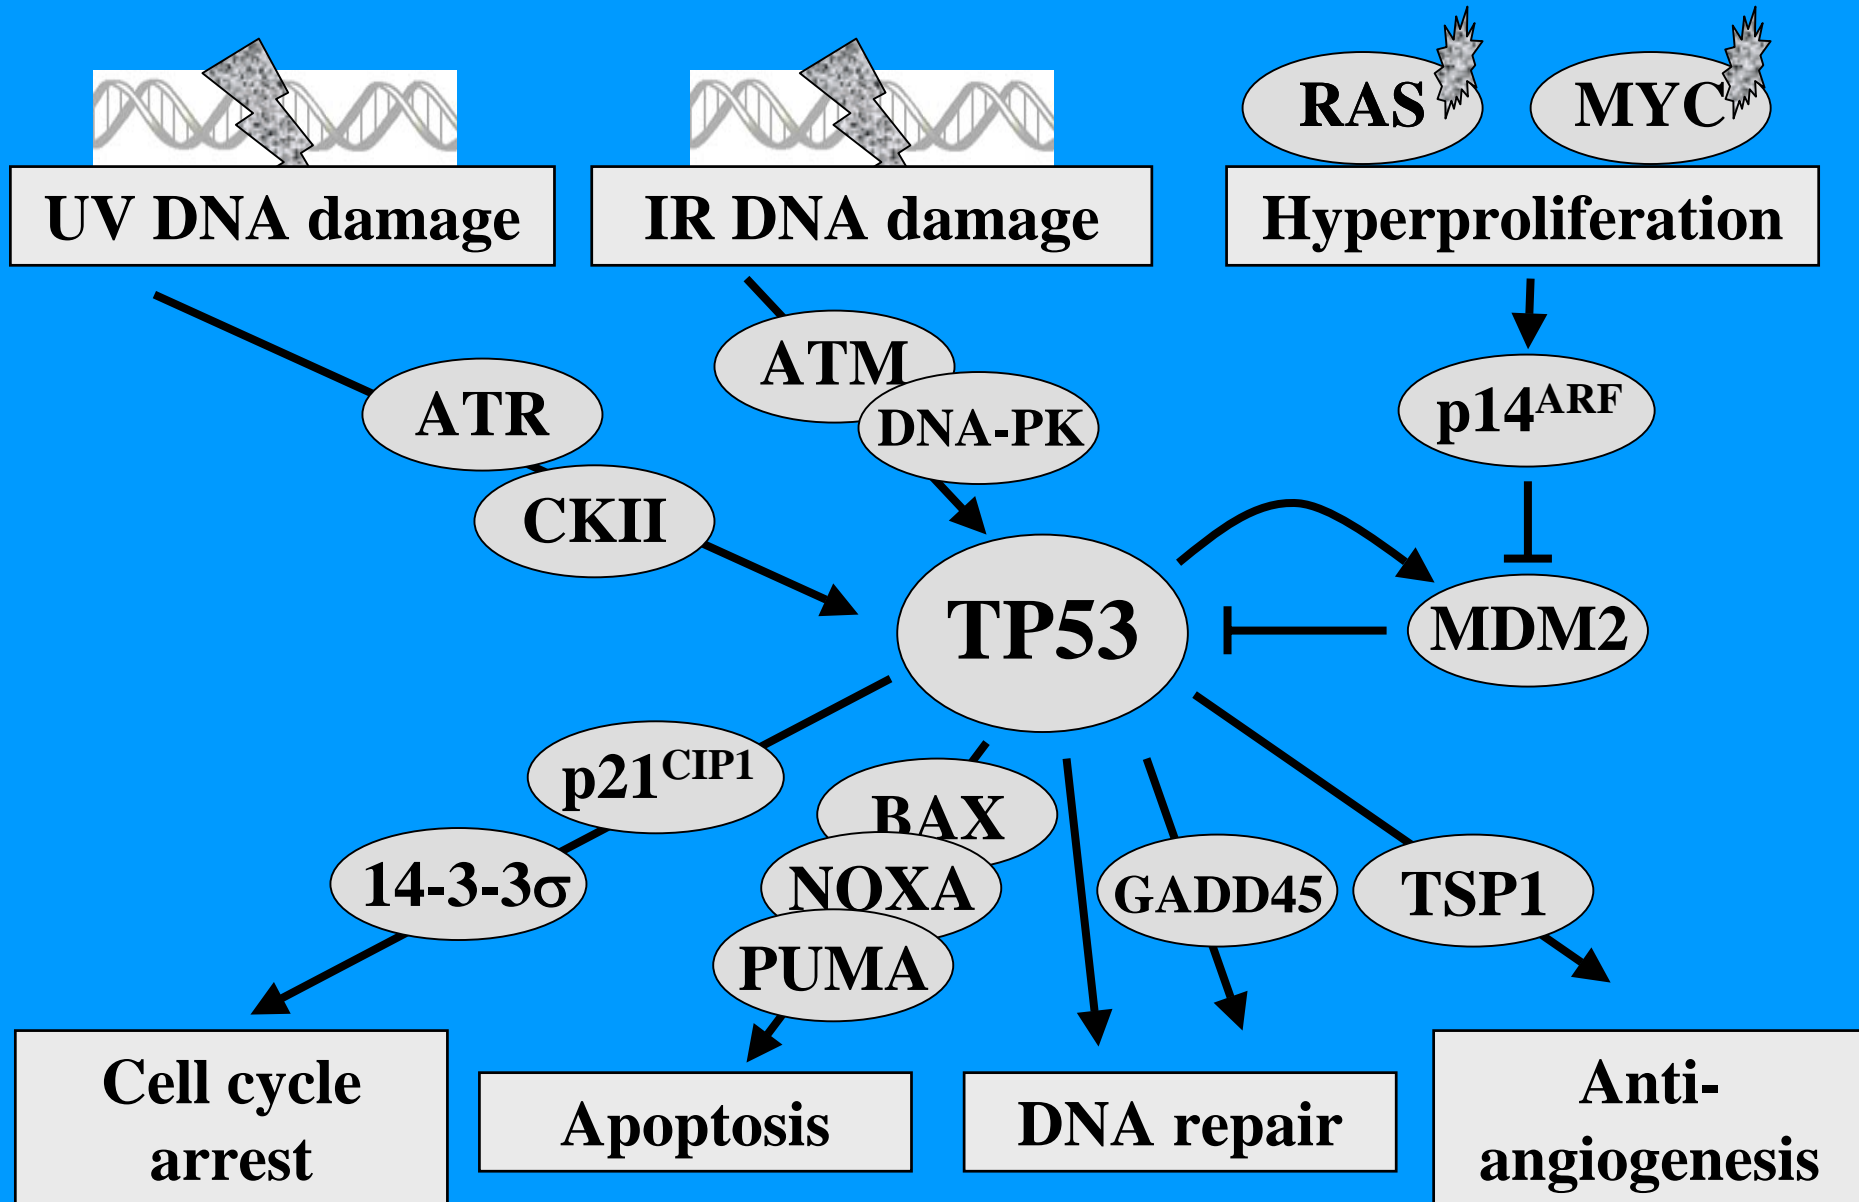 RAS
MYC
UV DNA damage
IR DNA damage
Hyperproliferation
ATM
ATR
DNA-PK
p14ARF
CKII
TP53
MDM2
p21CIP1
BAX
14-3-3σ
NOXA
GADD45
TSP1
PUMA
Cell cycle
arrest
Apoptosis
DNA repair
Anti-
angiogenesis